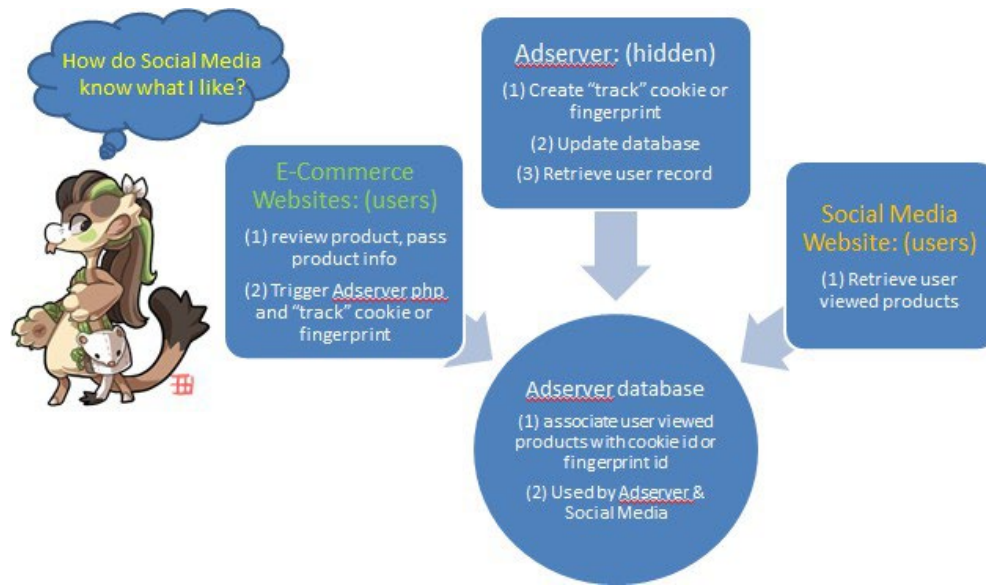 How do Social Media
know what I like?
Adserver: (hidden)
(1) Create “track” cookie or
fingerprint
(2) Update database
(3) Retrieve user record
E-Commerce
Websites: (users)
(1) review product, pass
product info
(2) Trigger Adserver php
and “track” cookie or
fingerprint
Social Media
Website: (users)
(1) Retrieve user
viewed products
Adserver database
(1) associate user viewed
products with cookie id or
fingerprint id
(2) Used by Adserver &
Social Media